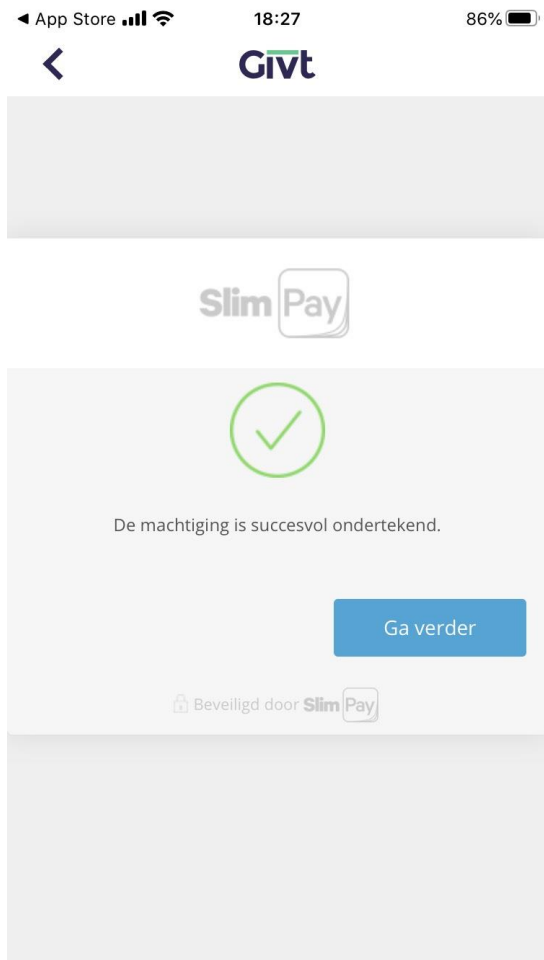 App Store 18:27 86%
Givt
Slim Pay
De machtiging is succesvol ondertekend.
Ga verder
Beveiligd door Slim Pay